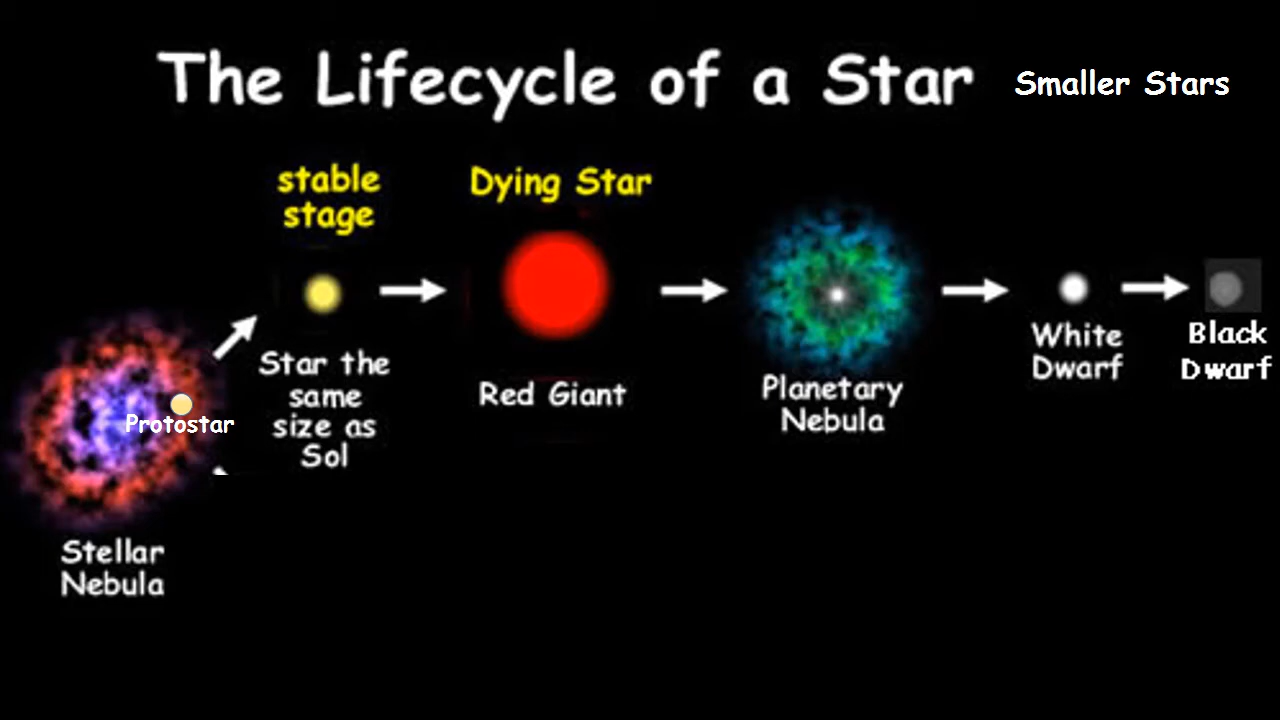 The Lifecycle of a Star
Smaller Stars
stable
stage
Dying Star
Star the
same
size as
Sol
Red Giant
Planetary
Nebula
White
Dwarf
Black
Dwarf
Protostar
Stellar
Nebula